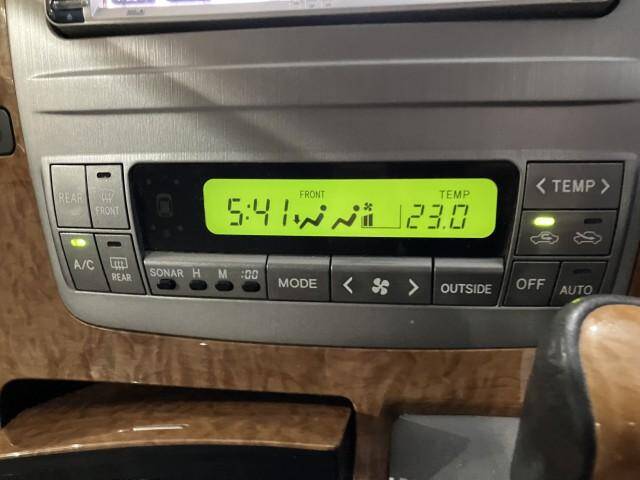 FRONT TEMP
5:41 23.0
REAR FRONT
A/C REAR
SONAR H M :00
MODE < > OUTSIDE
< TEMP >
OFF AUTO